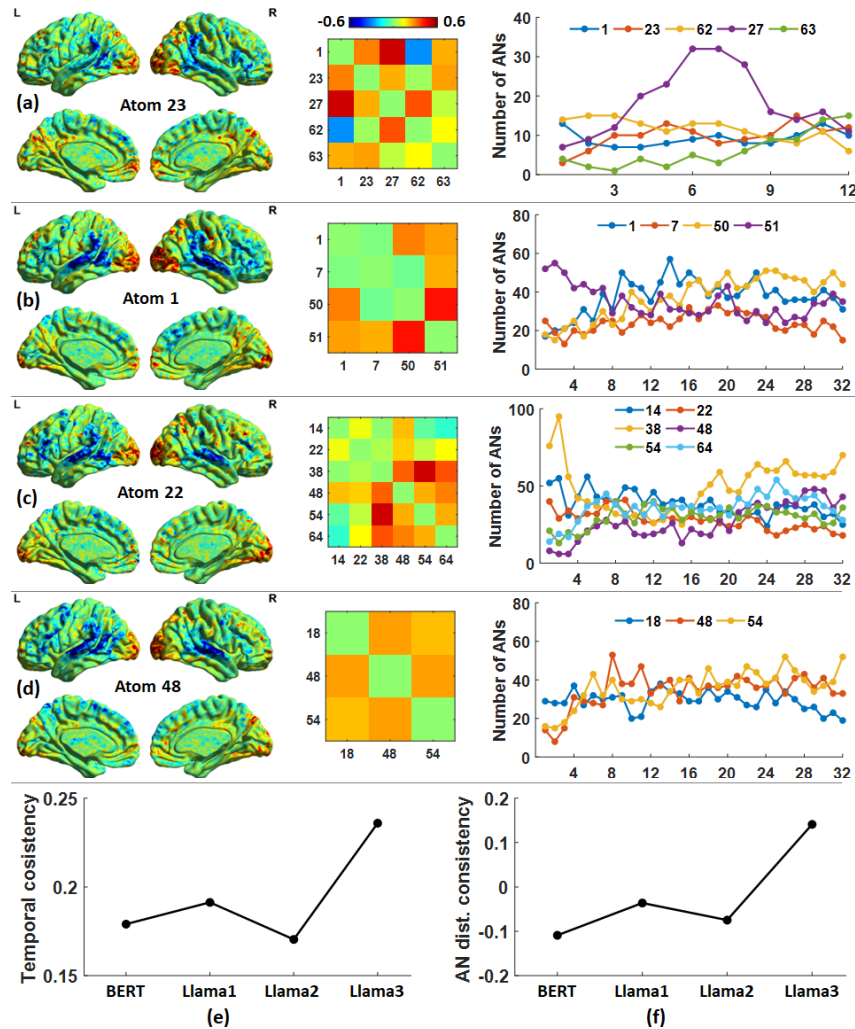 L R
-0.6 0.6
1
23
27
62
63
1 23 27 62 63
(a) Atom 23
Number of ANs
40
30
20
10
0
1 23 62 27 63
3 6 9 12
L R
1
7
50
51
1 7 50 51
(b) Atom 1
Number of ANs
80
60
40
20
0
1 7 50 51
4 8 12 16 20 24 28 32
L R
14
22
38
48
54
64
14 22 38 48 54 64
(c) Atom 22
Number of ANs
100
50
0
14 22
38 48
54 64
4 8 12 16 20 24 28 32
L R
18
48
54
18 48 54
(d) Atom 48
Number of ANs
80
60
40
20
0
18 48 54
4 8 12 16 20 24 28 32
Temporal cosistency
0.25
0.2
0.15
BERT Llama1 Llama2 Llama3
(e)
AN dist. consistency
0.2
0.1
0
-0.1
-0.2
BERT Llama1 Llama2 Llama3
(f)